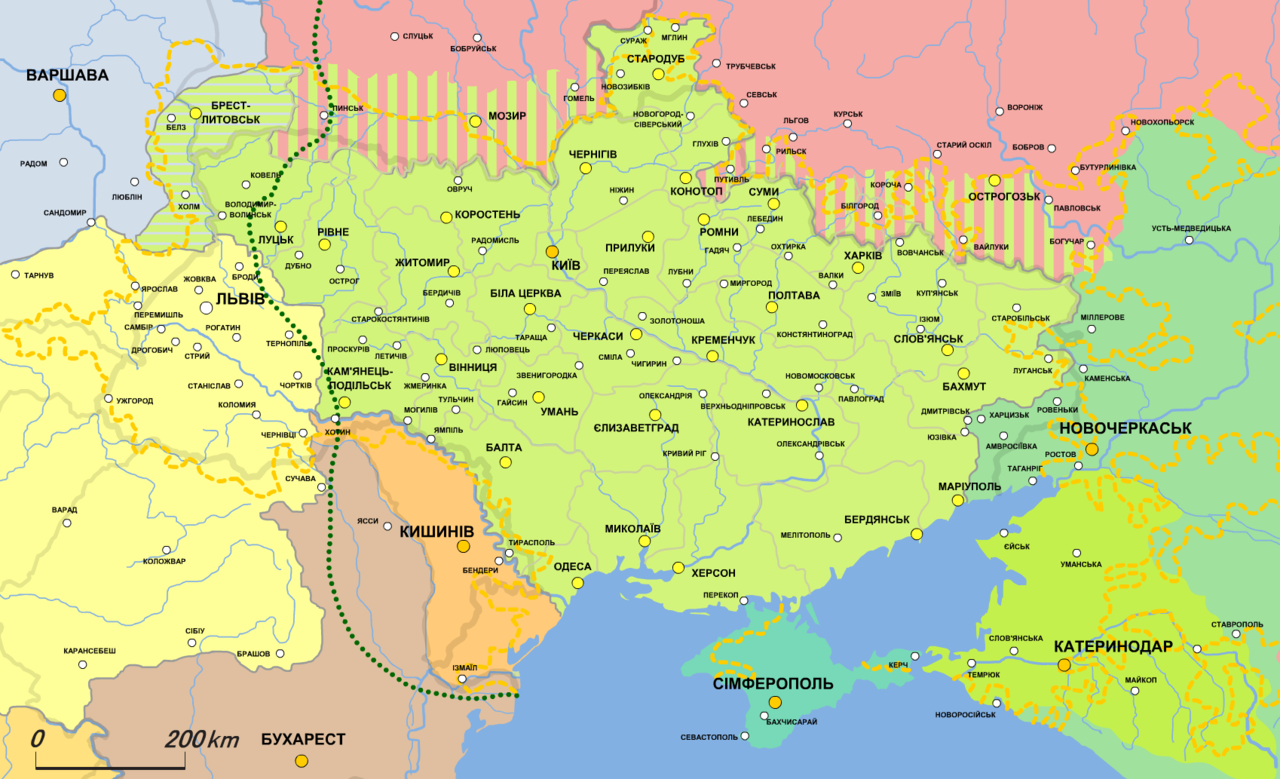 СЛУЦЬК
БОБРУЙСЬК
СУРАЖ
МГЛИН
СТАРОДУБ
НОВОЗИБКІВ
ТРУБЧЕВСЬК
ВАРШАВА
БРЕСТ-
ЛИТОВСЬК
БЕЛЗ
ПИНСЬК
МОЗИР
ГОМЕЛЬ
НОВОГОРОД-
СІВЕРСЬКИЙ
СЕВСЬК
ЛЬГОВ
КУРСЬК
ВОРОНІЖ
НОВОХОПЬОРСК
РАДОМ
ЛЮБЛІН
ХОЛМ
КОВЕЛЬ
ОВРУЧ
ЧЕРНІГІВ
ГЛУХІВ
РИЛЬСК
СТАРИЙ ОСКІЛ
БОБРОВ
БУТУРЛИНІВКА
САНДОМИР
ВОЛОДИМИР-
ВОЛИНСЬК
КОРОСТЕНЬ
НІЖИН
КОНОТОП
ПУТИВЛЬ
СУМИ
КОРОЧА
БІЛГОРОД
ОСТРОГОЗЬК
ПАВЛОВСЬК
ЛУЦЬК
РІВНЕ
РАДОМИСЛЬ
ПРИЛУКИ
РОМНИ
ЛЕБЕДИН
ГАДЯЧ
ОХТИРКА
ХАРКІВ
ВОВЧАНСЬК
ВАЙЛУКИ
БОГУЧАР
УСТЬ-МЕДВЕДИЦЬКА
ТАРНУВ
ЯРОСЛАВ
ЖОВКВА
БРОДИ
ДУБНО
ОСТРОГ
ЖИТОМИР
КИЇВ
ПЕРЕЯСЛАВ
ЛУБНИ
МИРГОРОД
ВАЛКИ
ЗМІЇВ
КУП'ЯНСЬК
ПЕРЕМИШЛЬ
ЛЬВІВ
БЕРДИЧІВ
БІЛА ЦЕРКВА
ПОЛТАВА
САМБІР
РОГАТИН
СТАРОКОСТЯНТИНІВ
ЗОЛОТОНОША
КОНСТЯНТИНОГРАД
ІЗЮМ
СТАРОБІЛЬСЬК
МІЛЛЕРОВЕ
ДРОГОБИЧ
СТРИЙ
ТЕРНОПІЛЬ
ПРОСКУРІВ
ЛЕТИЧІВ
ТАРАЩА
ЛЮПОВЕЦЬ
ЧЕРКАСИ
КРЕМЕНЧУК
СЛОВ'ЯНСЬК
СМІЛА
ЧИГИРИН
КАМ'ЯНЕЦЬ-
ПОДІЛЬСЬК
ВІННИЦЯ
ЗВЕНИГОРОДКА
НОВОМОСКОВСЬК
БАХМУТ
ЛУГАНСЬК
КАМЕНСЬКА
УЖГОРОД
СТАНІСЛАВ
ЧОРТКІВ
ЖМЕРИНКА
ТУЛЬЧИН
ГАЙСИН
УМАНЬ
ОЛЕКСАНДРІЯ
ВЕРХНЬОДНІПРОВСЬК
ПАВЛОГРАД
КОЛОМИЯ
МОГИЛІВ
ЄЛИЗАВЕТГРАД
КАТЕРИНОСЛАВ
ДМИТРІВСЬК
ХАРЦИЗЬК
РОВЕНЬКИ
ЧЕРНІВЦІ
ХОТИН
ЯМПІЛЬ
БАЛТА
КРИВИЙ РІГ
ОЛЕКСАНДРІВСЬК
ЮЗІВКА
АМВРОСІЇВКА
НОВОЧЕРКАСЬК
РОСТОВ
ТАГАНРІГ
СУЧАВА
МАРІУПОЛЬ
ВАРАД
ЯССИ
КИШИНІВ
ТИРАСПОЛЬ
МИКОЛАЇВ
МЕЛІТОПОЛЬ
БЕРДЯНСЬК
ЄЙСЬК
КОЛОЖВАР
БЕНДЕРИ
ОДЕСА
ХЕРСОН
ПЕРЕКОП
УМАНСЬКА
СІБІУ
БРАШОВ
КАРАНСЕБЕШ
ІЗМАЇЛ
КЕРЧ
СЛОВ'ЯНСЬКА
КАТЕРИНОДАР
СТАВРОПОЛЬ
ТЕМРЮК
МАЙКОП
СІМФЕРОПОЛЬ
НОВОРОСІЙСЬК
БАХЧИСАРАЙ
СЕВАСТОПОЛЬ
БУХАРЕСТ
0
200 km